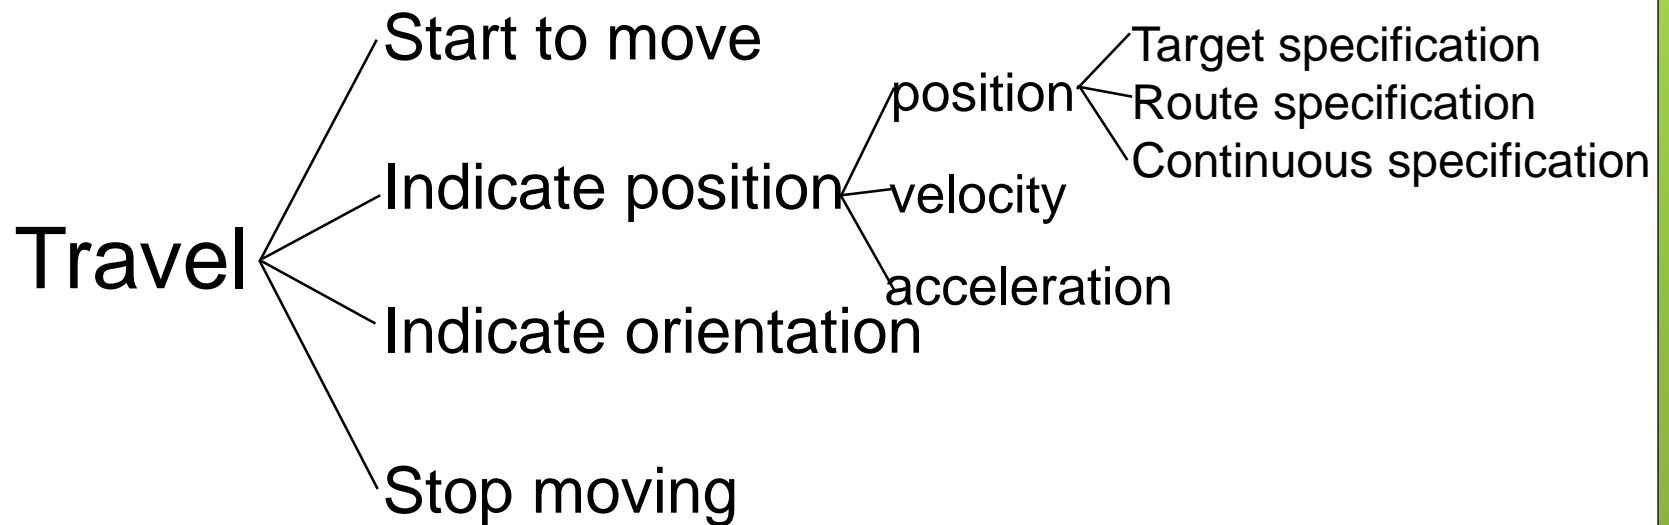 Travel
Start to move
Indicate position
Indicate orientation
Stop moving
position
velocity
acceleration
Target specification
Route specification
Continuous specification